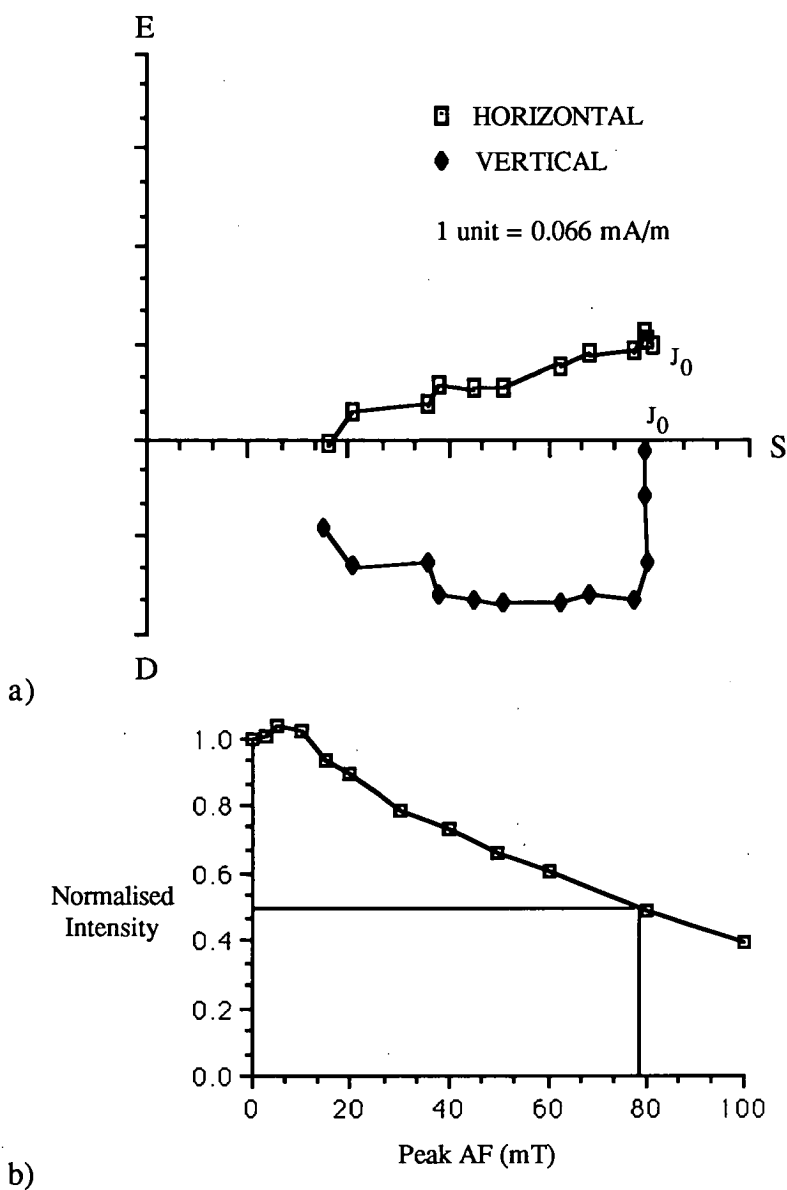 E
HORIZONTAL
VERTICAL
1 unit = 0.066 mA/m
J0
J0
S
D
a)
1.0
0.8
0.6
Normalised
Intensity
0.4
0.2
0.0
0 20 40 60 80 100
Peak AF (mT)
b)